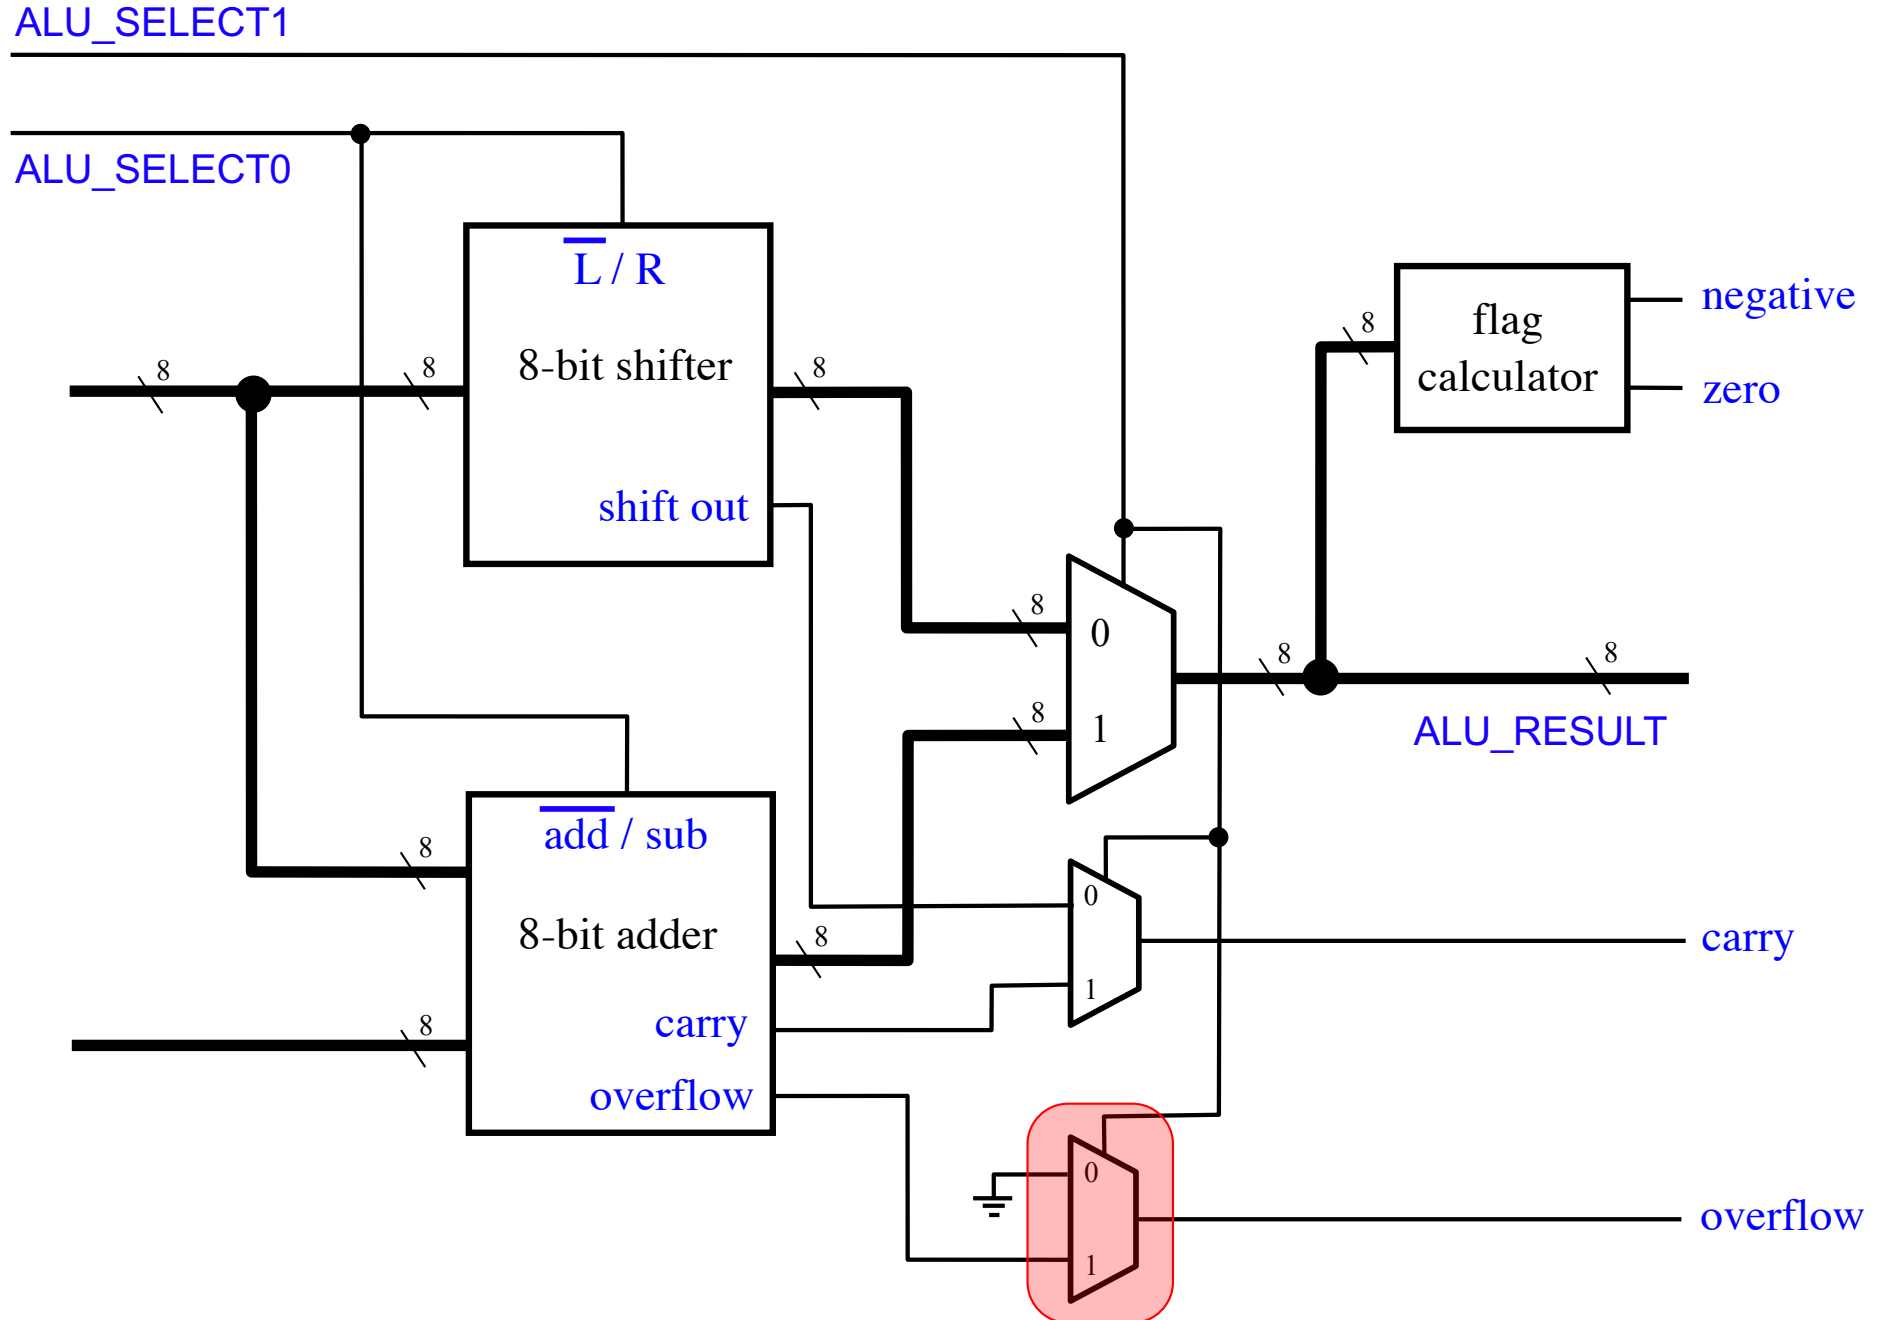 ALU_SELECT1
ALU_SELECT0
L / R
8-bit shifter
shift out
8
8
8
add / sub
8-bit adder
carry
overflow
8
8
8
8
8
0
1
0
1
0
1
8
8
8
flag
calculator
negative
zero
ALU_RESULT
carry
overflow